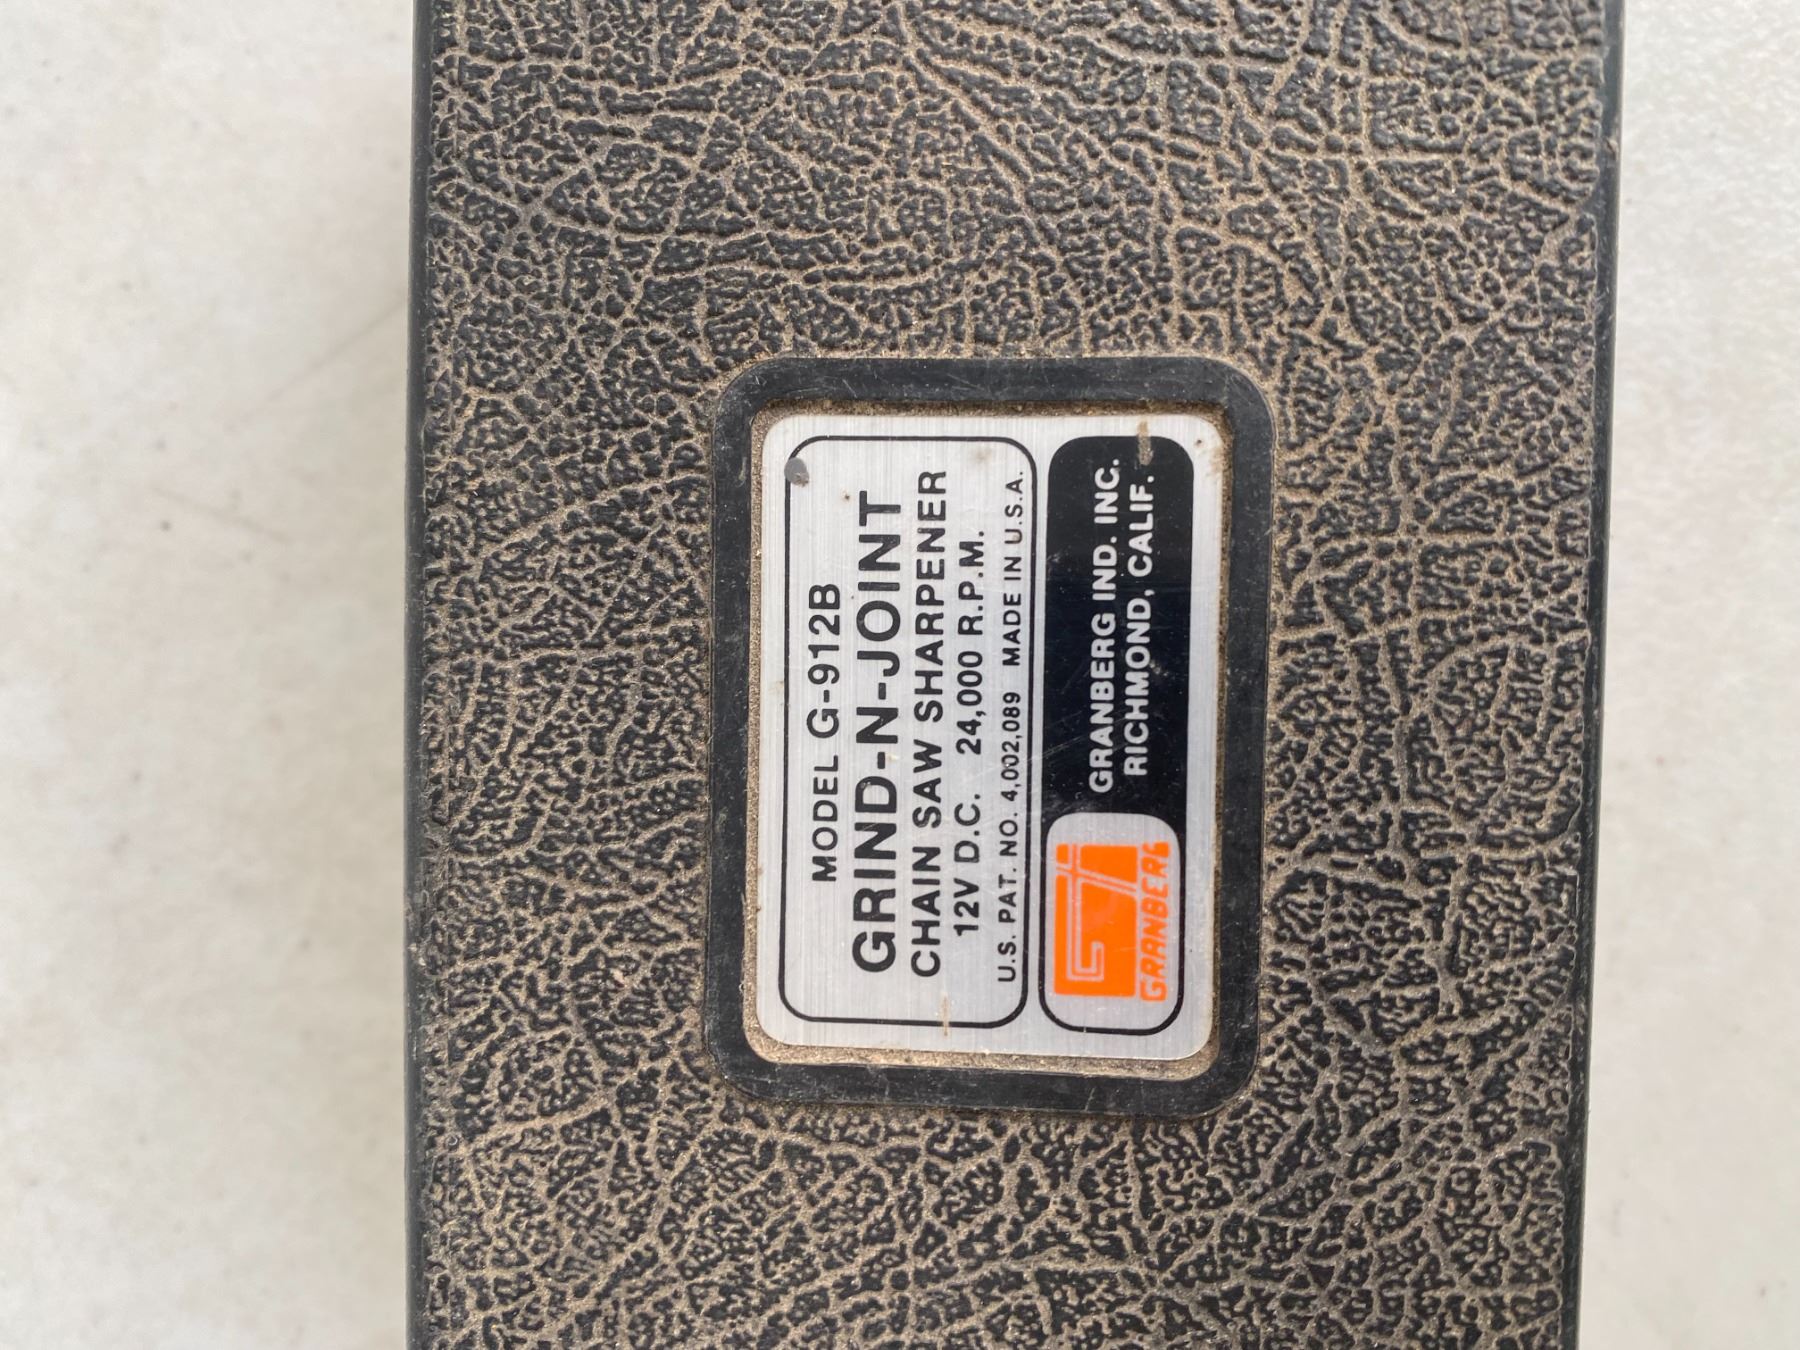 MODEL G-912B
GRIND-N-JOINT
CHAIN SAW SHARPENER
12V D.C. 24,000 R.P.M.
U.S. PAT. NO. 4,002,089 MADE IN U.S.A.
GRANBERG
GRANBERG IND. INC.
RICHMOND, CALIF.